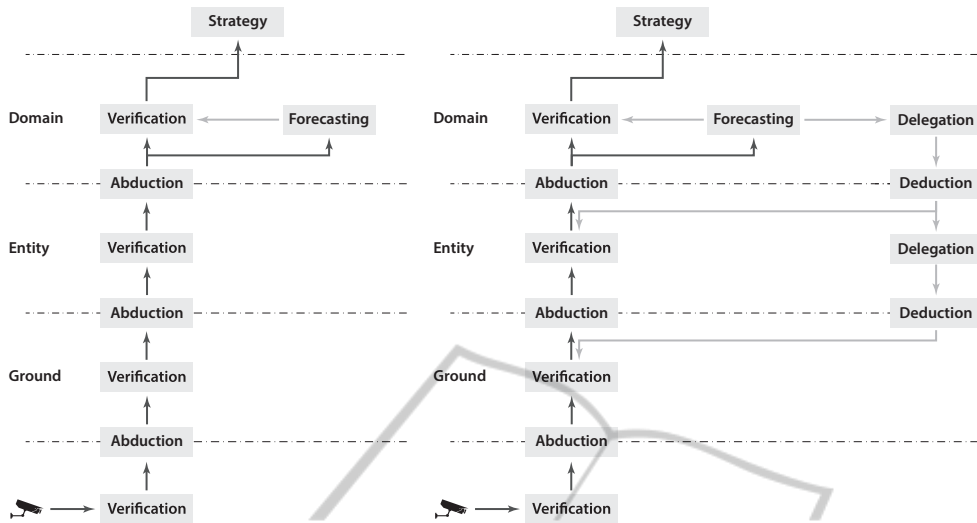 Strategy
Domain
Verification
Forecasting
Abduction
Entity
Verification
Abduction
Ground
Verification
Abduction
Verification
Strategy
Domain
Verification
Forecasting
Delegation
Abduction
Deduction
Entity
Verification
Delegation
Abduction
Deduction
Ground
Verification
Abduction
Verification